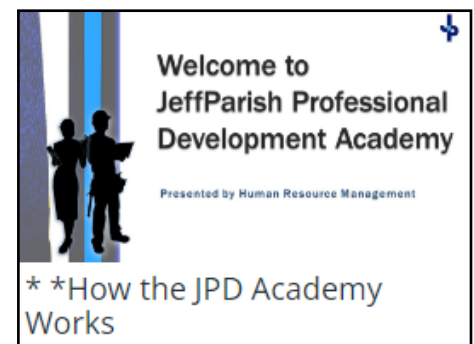 Welcome to
JeffParish Professional
Development Academy
Presented by Human Resource Management
* *How the JPD Academy
Works